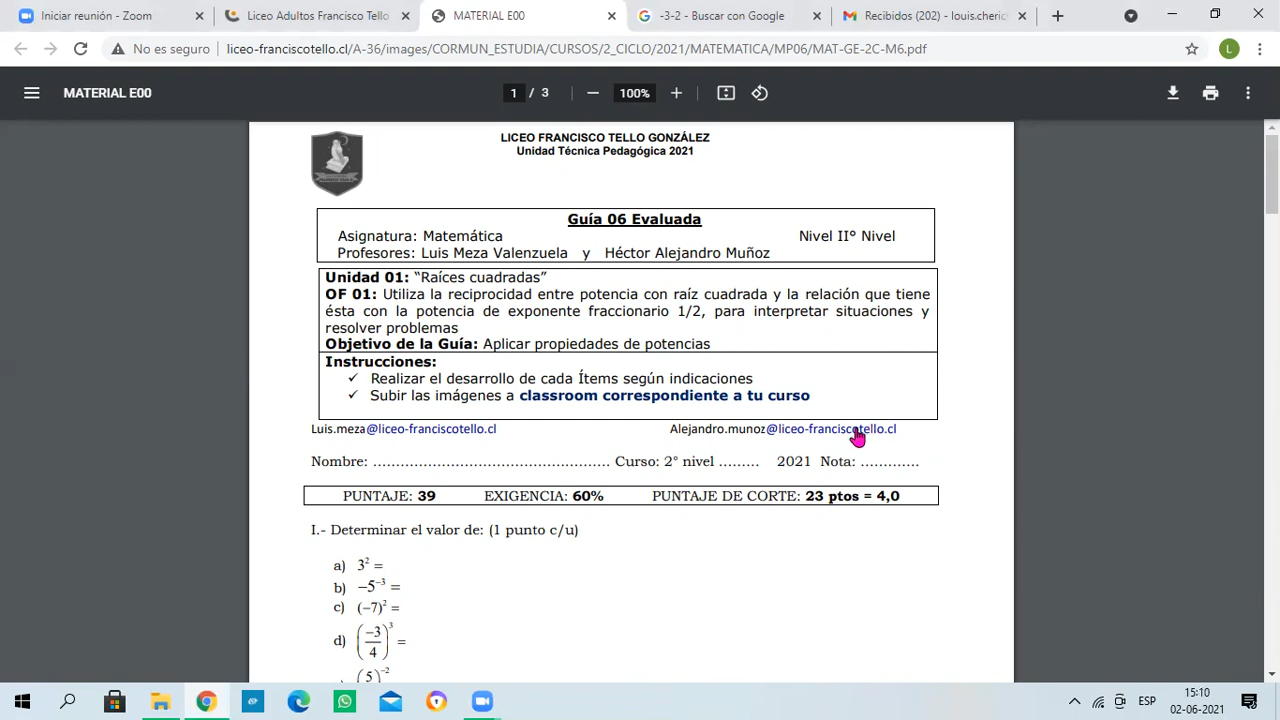 Iniciar reunión - Zoom
Liceo Adultos Francisco Tello
MATERIAL E00
-3-2 - Buscar con Google
Recibidos (202) - louis.cheric
No es seguro
liceo-franciscotello.cl/A-36/images/CORMUN_ESTUDIA/CURSOS/2_CICLO/2021/MATEMATICA/MP06/MAT-GE-2C-M6.pdf
L
MATERIAL E00
1 / 3
100%
LICEO FRANCISCO TELLO GONZÁLEZ
Unidad Técnica Pedagógica 2021
Guía 06 Evaluada
Asignatura: Matemática Nivel IIº Nivel
Profesores: Luis Meza Valenzuela y Héctor Alejandro Muñoz
Unidad 01: “Raíces cuadradas”
OF 01: Utiliza la reciprocidad entre potencia con raíz cuadrada y la relación que tiene
ésta con la potencia de exponente fraccionario 1/2, para interpretar situaciones y
resolver problemas
Objetivo de la Guía: Aplicar propiedades de potencias
Instrucciones:
✓ Realizar el desarrollo de cada Ítems según indicaciones
✓ Subir las imágenes a classroom correspondiente a tu curso
Luis.meza@liceo-franciscotello.cl Alejandro.munoz@liceo-franciscotello.cl
Nombre: …………………………………………… Curso: 2° nivel ……… 2021 Nota: ………….
PUNTAJE: 39 EXIGENCIA: 60% PUNTAJE DE CORTE: 23 ptos = 4,0
I.- Determinar el valor de: (1 punto c/u)
a) 3² =
b) −5⁻³ =
c) (−7)² =
d) (−3/4)³ =
(5)⁻²
ESP
15:10
02-06-2021